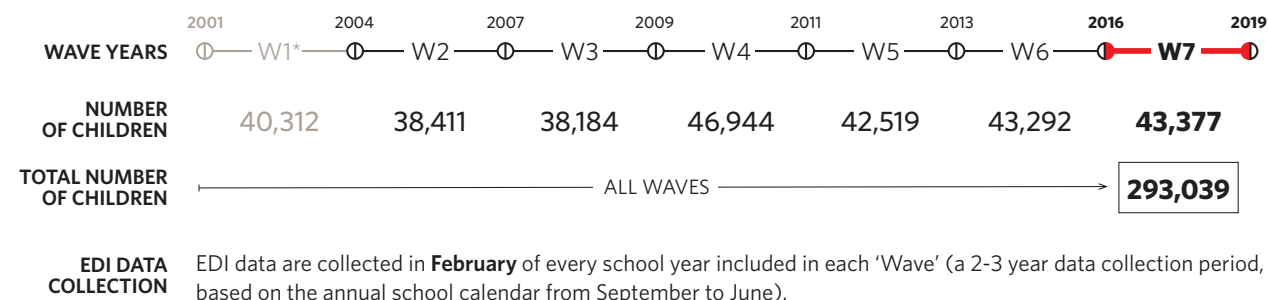 2001 2004 2007 2009 2011 2013 2016 2019
WAVE YEARS W1* W2 W3 W4 W5 W6 W7
NUMBER
OF CHILDREN 40,312 38,411 38,184 46,944 42,519 43,292 43,377
TOTAL NUMBER
OF CHILDREN ALL WAVES 293,039
EDI DATA
COLLECTION
EDI data are collected in February of every school year included in each ‘Wave’ (a 2-3 year data collection period,
based on the annual school calendar from September to June).